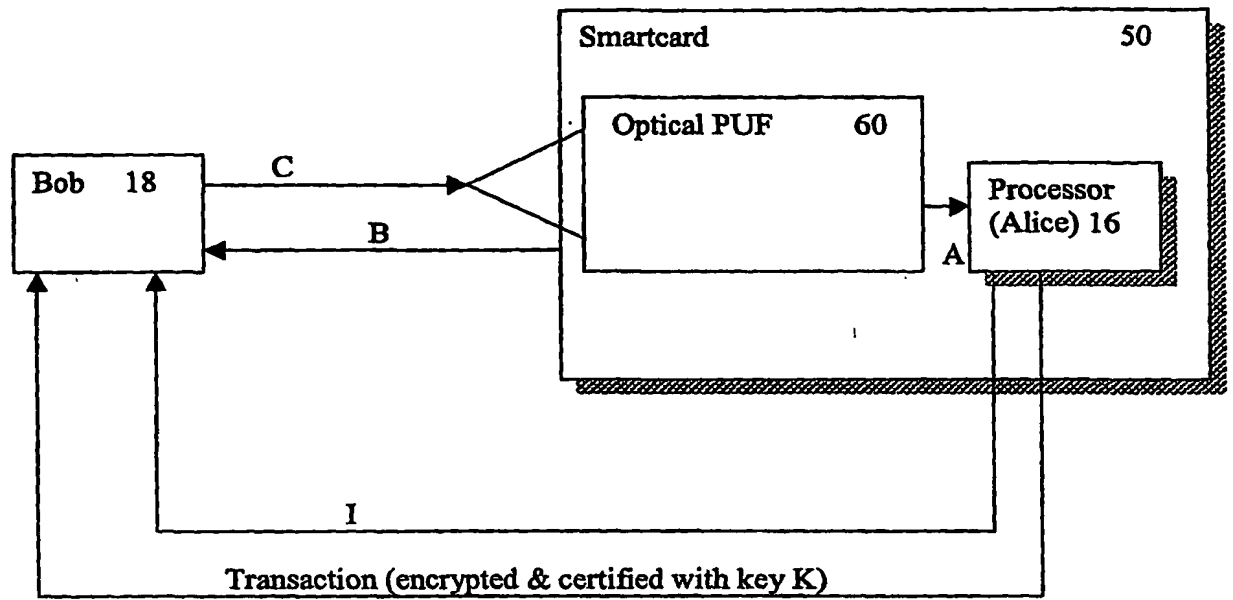 Smartcard 50
Optical PUF 60
Bob 18
C
B
Processor
(Alice) 16
A
I
Transaction (encrypted & certified with key K)